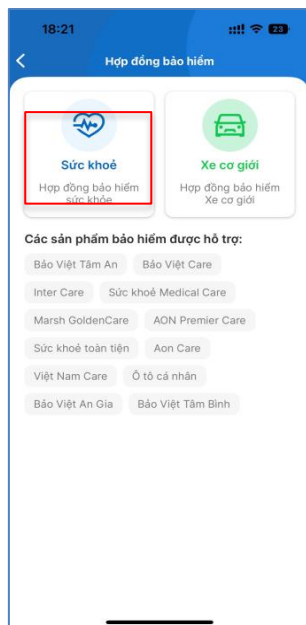 18:21
23
Hợp đồng bảo hiểm
Sức khoẻ
Xe cơ giới
Hợp đồng bảo hiểm
sức khỏe
Hợp đồng bảo hiểm
Xe cơ giới
Các sản phẩm bảo hiểm được hỗ trợ:
Bảo Việt Tâm An
Bảo Việt Care
Inter Care
Sức khoẻ Medical Care
Marsh GoldenCare
AON Premier Care
Sức khoẻ toàn tiện
Aon Care
Việt Nam Care
Ô tô cá nhân
Bảo Việt An Gia
Bảo Việt Tâm Bình